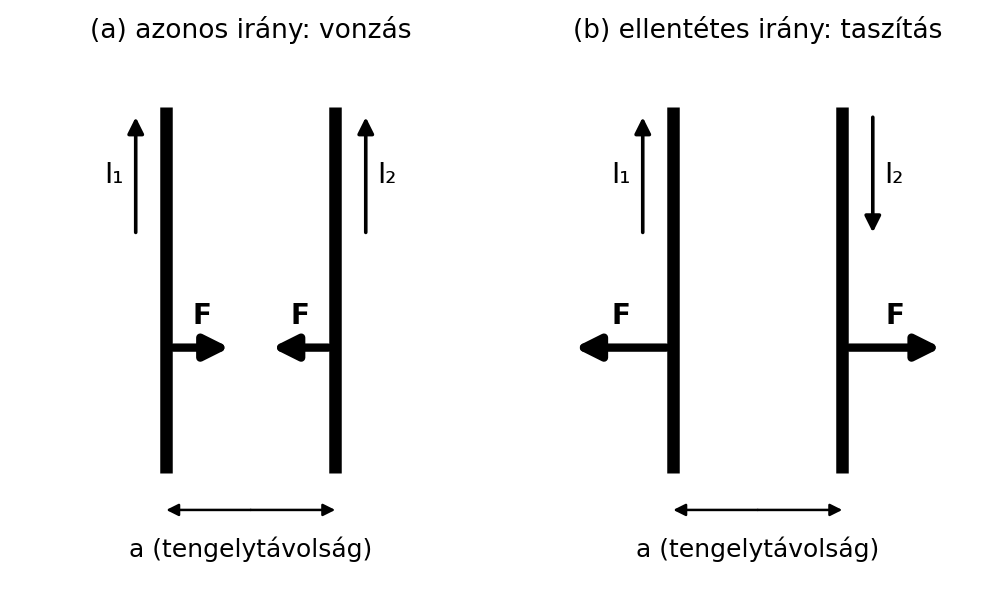 (a) azonos irány: vonzás
I₁
I₂
F
F
a (tengelytávolság)
(b) ellentétes irány: taszítás
I₁
I₂
F
F
a (tengelytávolság)